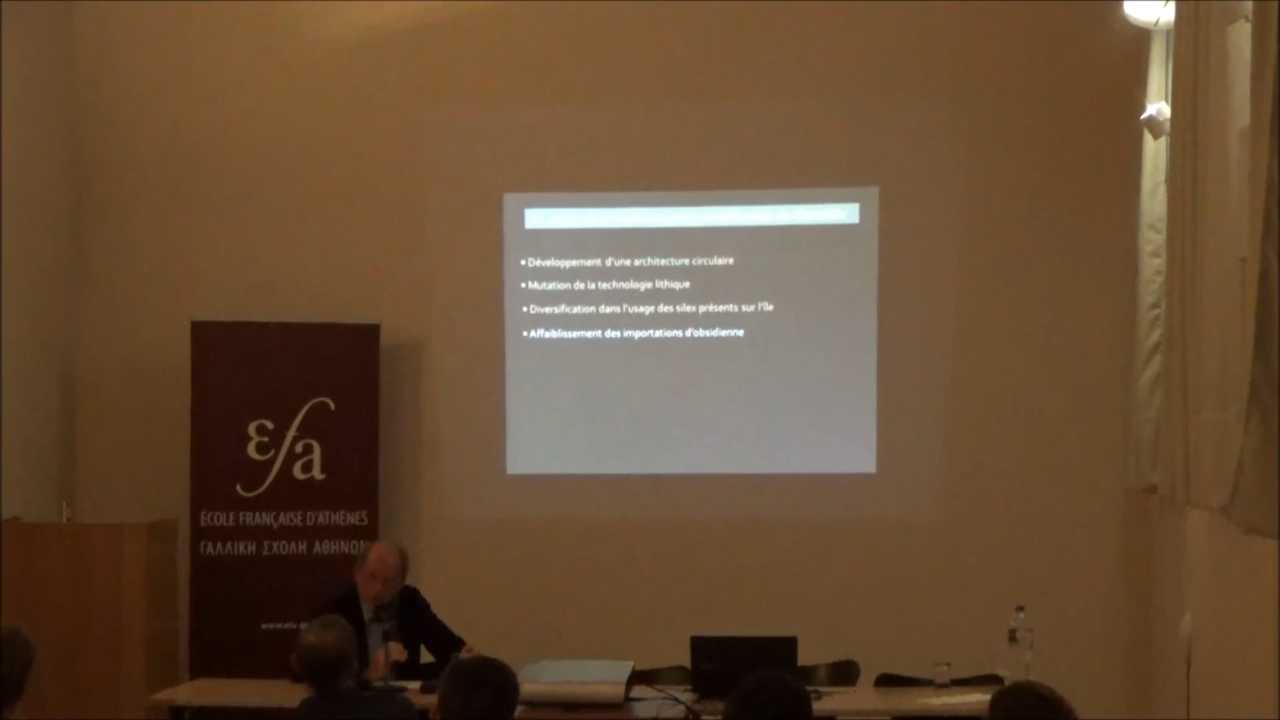 • Développement d'une architecture circulaire
• Mutation de la technologie lithique
• Diversification dans l'usage des silex présents sur l'île
• Affaiblissement des importations d'obsidienne
εfa
ÉCOLE FRANÇAISE D'ATHÈNES
ΓΑΛΛΙΚΗ ΣΧΟΛΗ ΑΘΗΝΩΝ